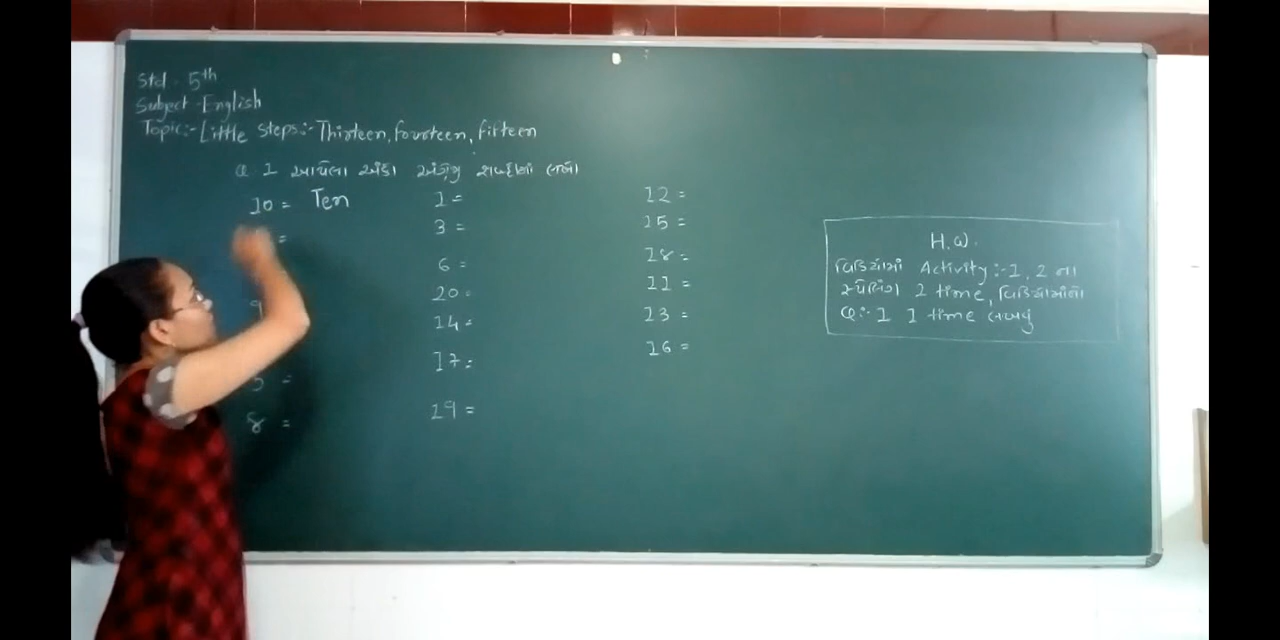 Std - 5th
Subject - English
Topic:- Little steps:- Thirteen, fourteen, fifteen
Q. 1 આપેલા અંકો અંગ્રેજી શબ્દોમાં લખો
10 = Ten
=
9
5 =
8 =
1 =
3 =
6 =
20 =
14 =
17 =
19 =
12 =
15 =
18 =
11 =
13 =
16 =
H.W.
વિડિયોમાં Activity :- 1, 2 ના
સ્પેલિંગ 2 time, વિડિયોમાંનો
Q:- 1 1 time લખવું